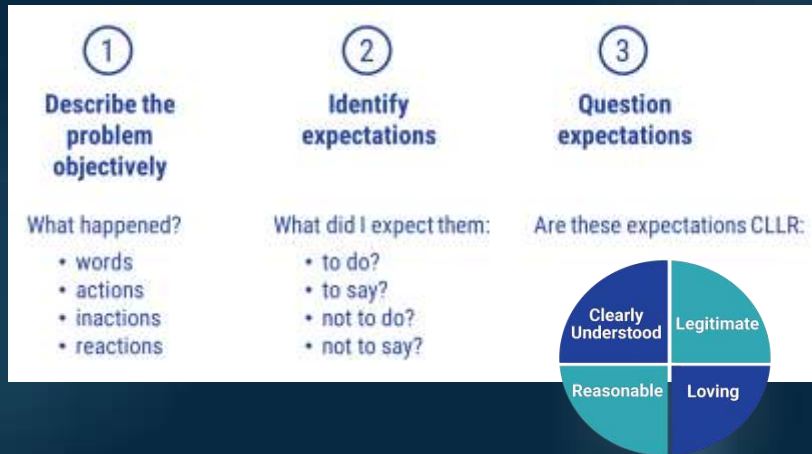 1
Describe the
problem
objectively
What happened?
• words
• actions
• inactions
• reactions
2
Identify
expectations
What did I expect them:
• to do?
• to say?
• not to do?
• not to say?
3
Question
expectations
Are these expectations CLLR:
Clearly
Understood
Legitimate
Reasonable
Loving